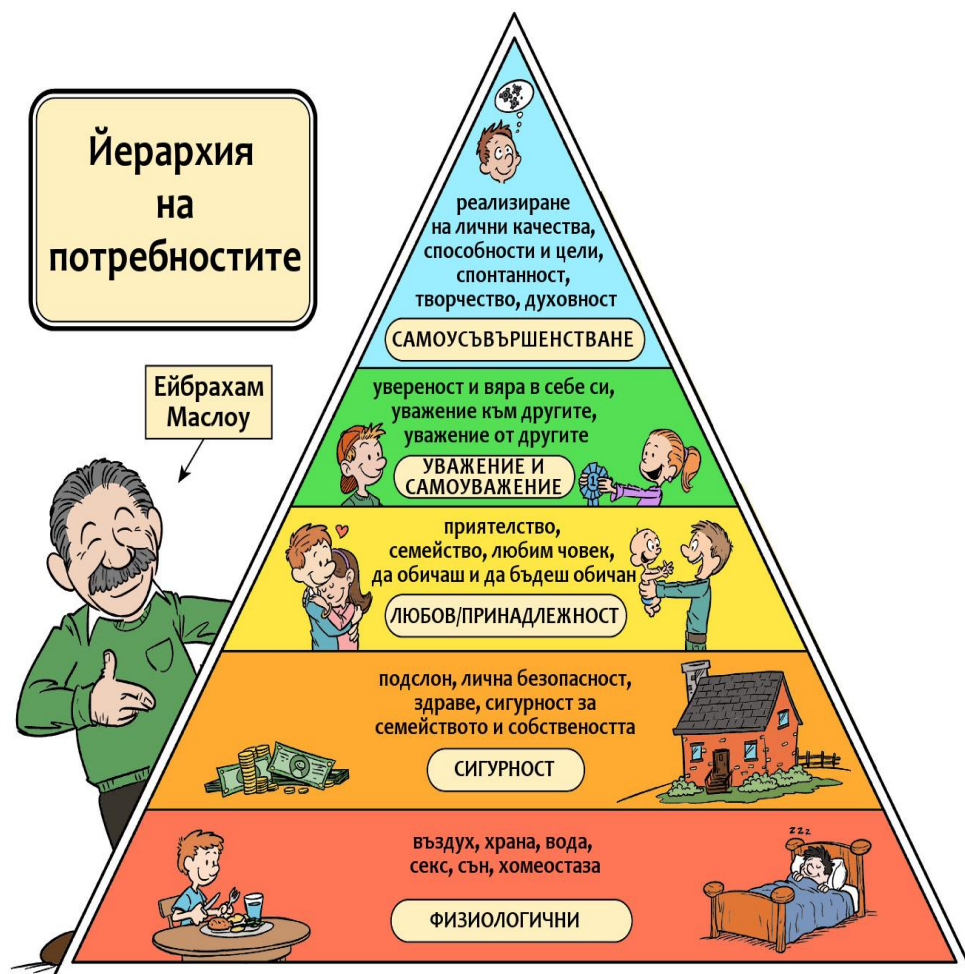 Йерархия
на
потребностите
Ейбрахам
Маслоу
реализиране
на лични качества,
способности и цели,
спонтанност,
творчество, духовност
САМОУСЪВЪРШЕНСТВАНЕ
увереност и вяра в себе си,
уважение към другите,
уважение от другите
УВАЖЕНИЕ И
САМОУВАЖЕНИЕ
1
приятелство,
семейство, любим човек,
да обичаш и да бъдеш обичан
ЛЮБОВ/ПРИНАДЛЕЖНОСТ
подслон, лична безопасност,
здраве, сигурност за
семейството и собствеността
СИГУРНОСТ
въздух, храна, вода,
секс, сън, хомеостаза
zzz
ФИЗИОЛОГИЧНИ